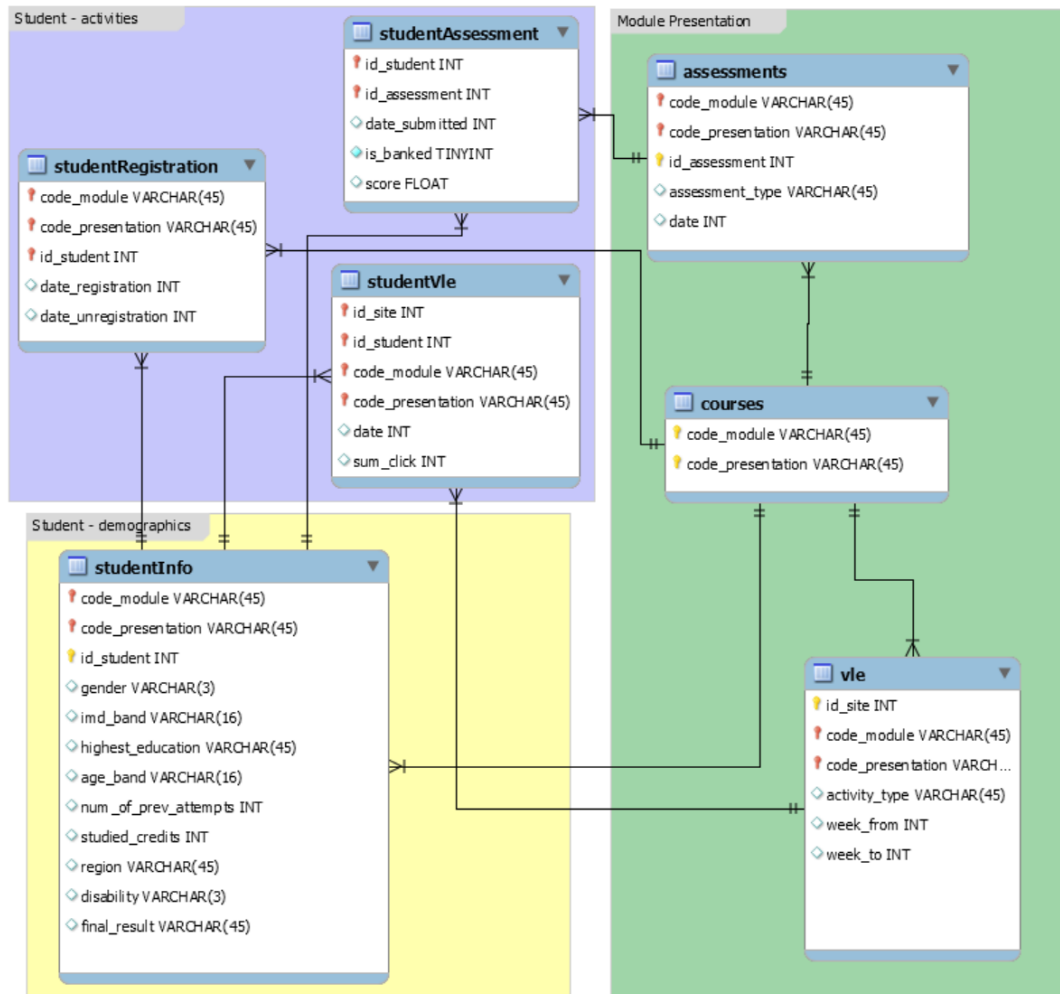 Student - activities
studentAssessment
id_student INT
id_assessment INT
date_submitted INT
is_banked TINYINT
score FLOAT
studentRegistration
code_module VARCHAR(45)
code_presentation VARCHAR(45)
id_student INT
date_registration INT
date_unregistration INT
studentVle
id_site INT
id_student INT
code_module VARCHAR(45)
code_presentation VARCHAR(45)
date INT
sum_click INT
Student - demographics
studentInfo
code_module VARCHAR(45)
code_presentation VARCHAR(45)
id_student INT
gender VARCHAR(3)
imd_band VARCHAR(16)
highest_education VARCHAR(45)
age_band VARCHAR(16)
num_of_prev_attempts INT
studied_credits INT
region VARCHAR(45)
disability VARCHAR(3)
final_result VARCHAR(45)
Module Presentation
assessments
code_module VARCHAR(45)
code_presentation VARCHAR(45)
id_assessment INT
assessment_type VARCHAR(45)
date INT
courses
code_module VARCHAR(45)
code_presentation VARCHAR(45)
vle
id_site INT
code_module VARCHAR(45)
code_presentation VARCH...
activity_type VARCHAR(45)
week_from INT
week_to INT